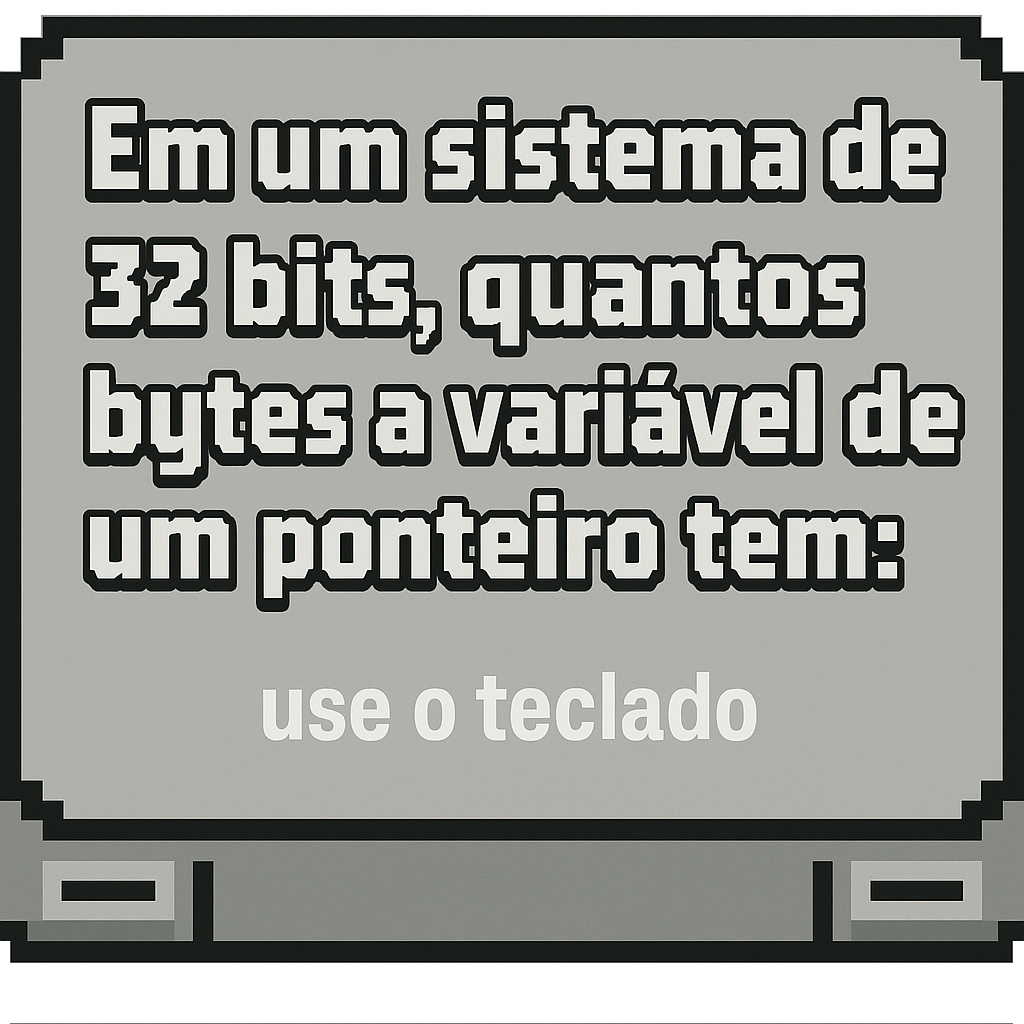 Em um sistema de
32 bits, quantos
bytes a variável de
um ponteiro tem:
use o teclado